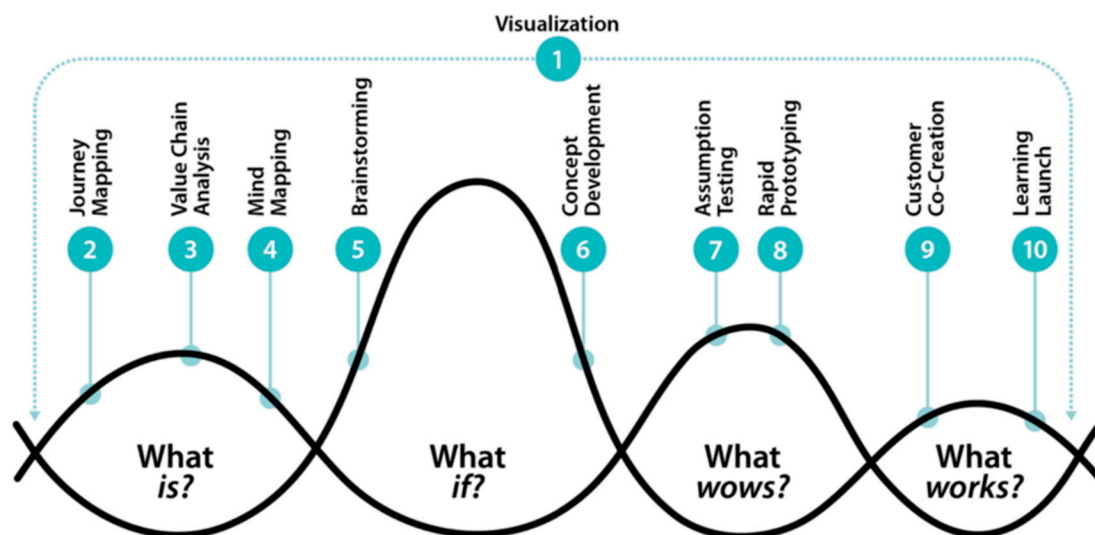 Visualization
1
Journey
Mapping
2
Value Chain
Analysis
3
Mind
Mapping
4
Brainstorming
5
Concept
Development
6
Assumption
Testing
7
Rapid
Prototyping
8
Customer
Co-Creation
9
Learning
Launch
10
What
is?
What
if?
What
wows?
What
works?